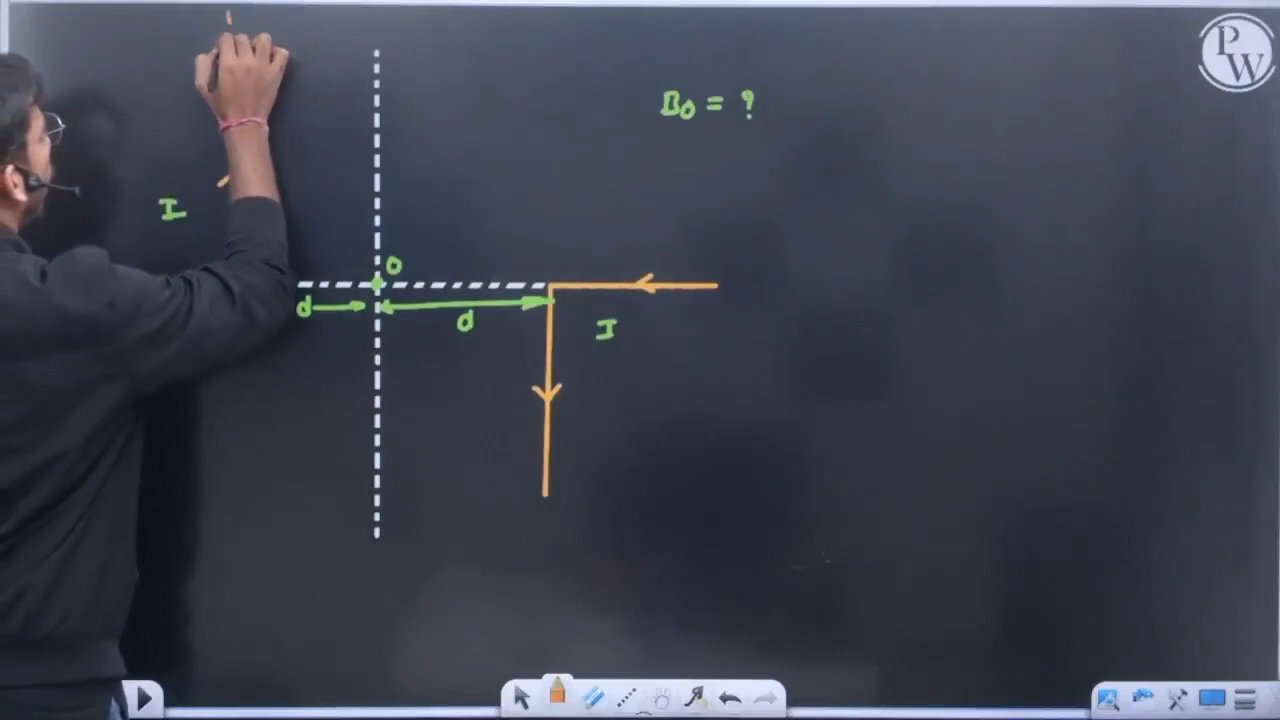 PW
B₀ = ?
I
O
d
d
I